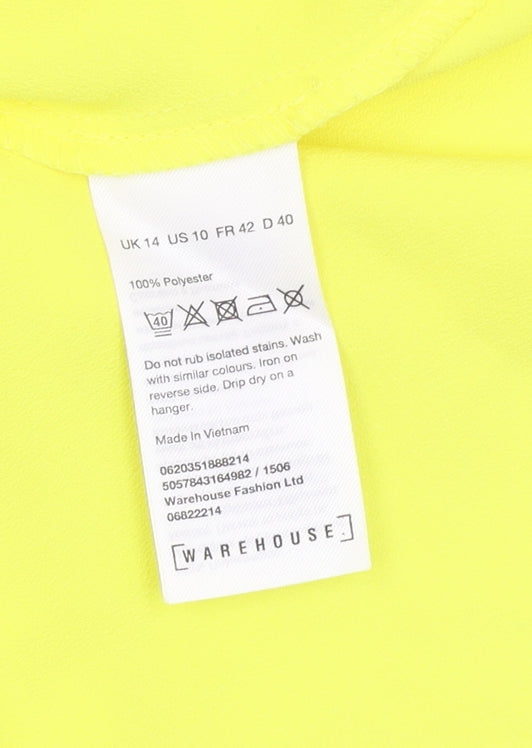 UK 14 US 10 FR 42 D 40
100% Polyester
40
Do not rub isolated stains. Wash
with similar colours. Iron on
reverse side. Drip dry on a
hanger.
Made In Vietnam
0620351888214
5057843164982 / 1506
Warehouse Fashion Ltd
06822214
[WAREHOUSE.]